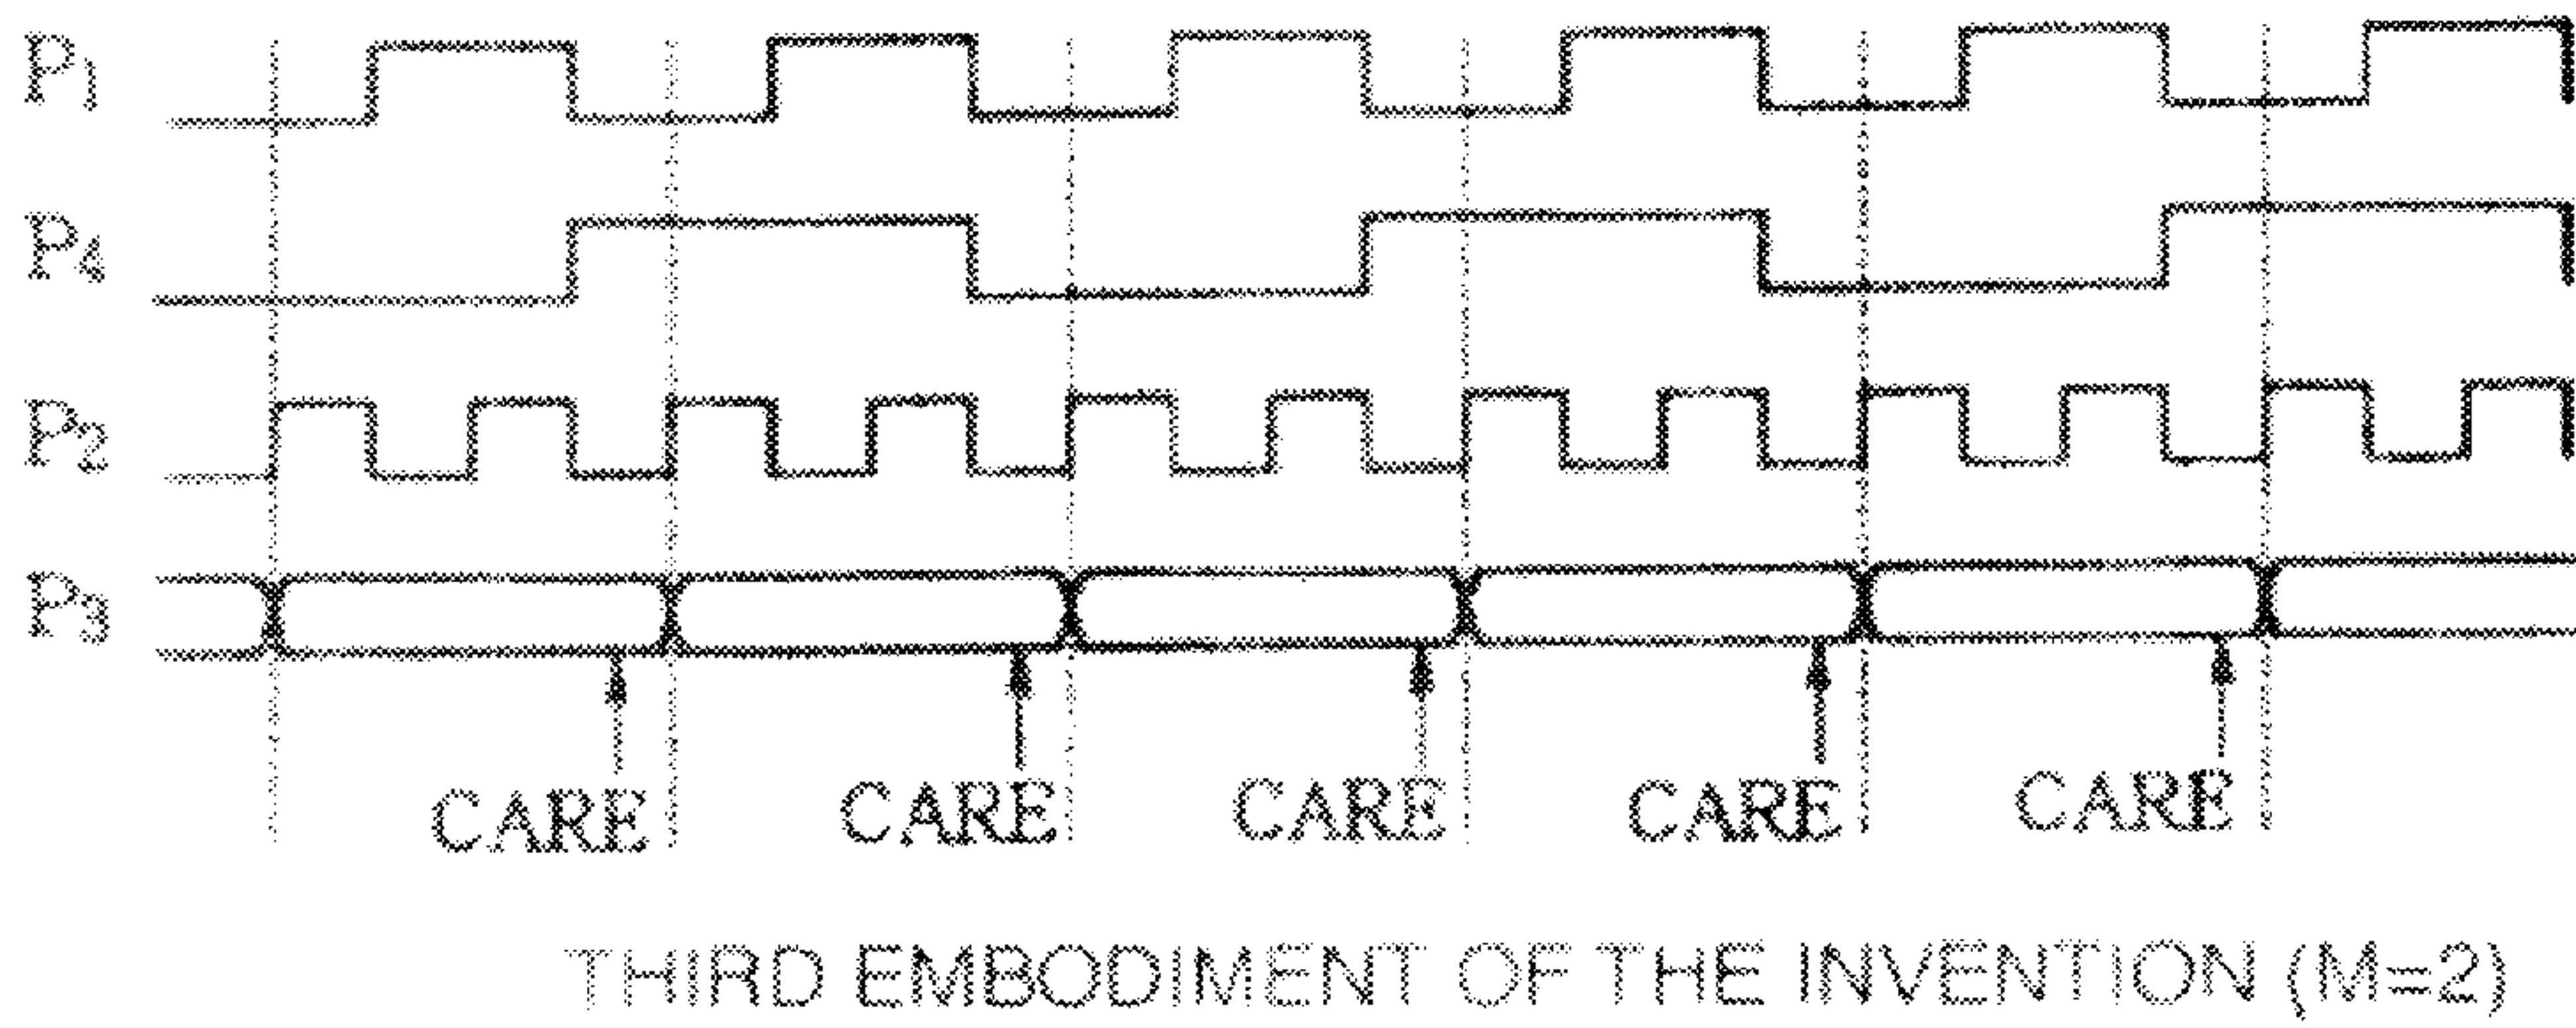 P1
P4
P2
P3
CARE CARE CARE CARE CARE
THIRD EMBODIMENT OF THE INVENTION (M=2)